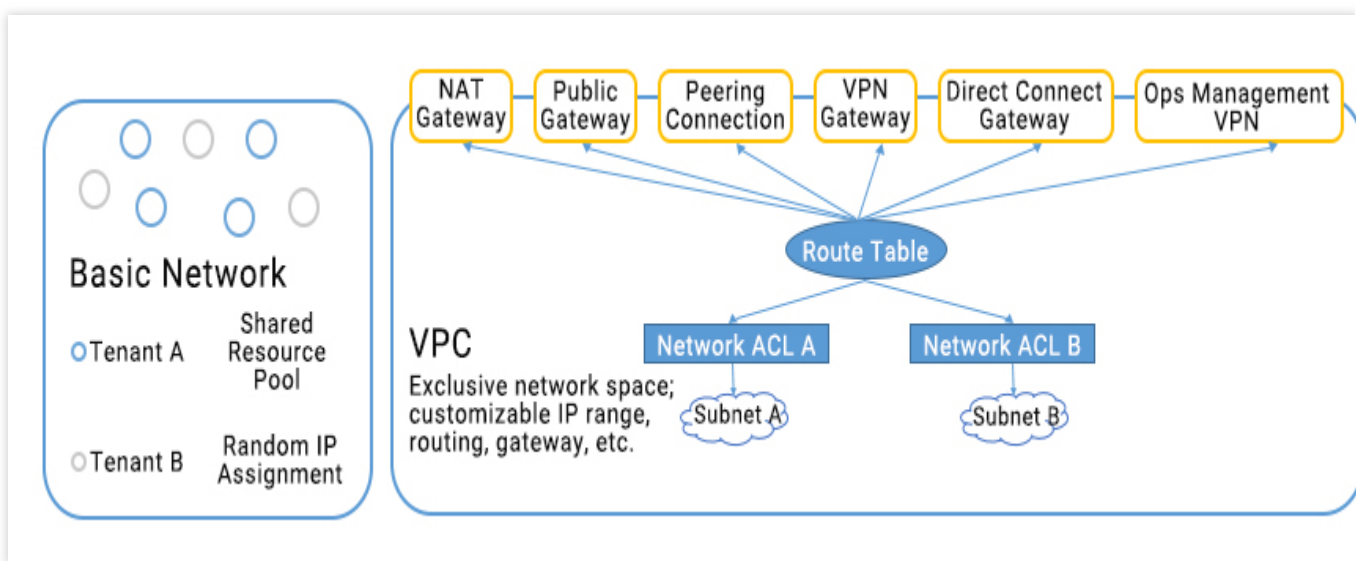 Basic Network
Tenant A
Shared
Resource
Pool
Tenant B
Random IP
Assignment
NAT
Gateway
Public
Gateway
Peering
Connection
VPN
Gateway
Direct Connect
Gateway
Ops Management
VPN
Route Table
Network ACL A
Network ACL B
Subnet A
Subnet B
VPC
Exclusive network space;
customizable IP range,
routing, gateway, etc.